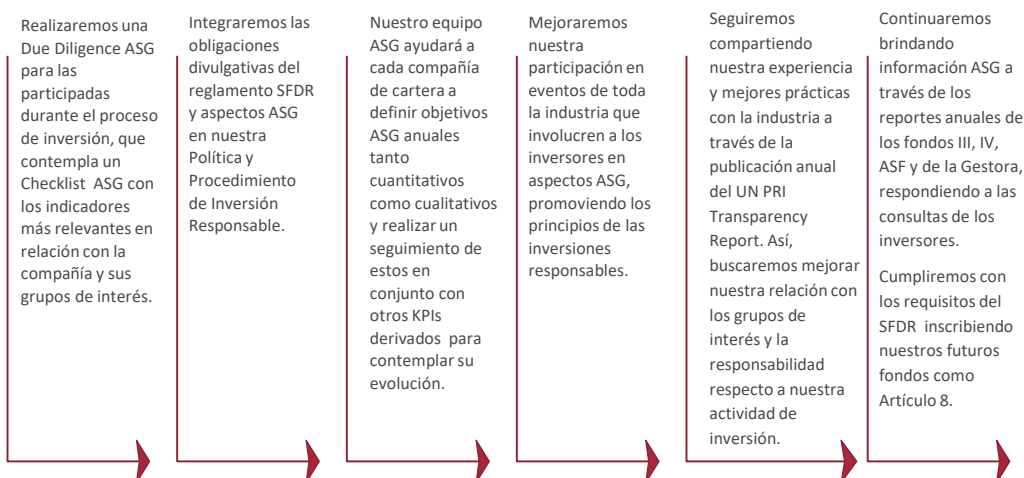 Realizaremos una
Due Diligence ASG
para las
participadas
durante el proceso
de inversión, que
contempla un
Checklist ASG con
los indicadores
más relevantes en
relación con la
compañía y sus
grupos de interés.
Integraremos las
obligaciones
divulgativas del
reglamento SFDR
y aspectos ASG
en nuestra
Política y
Procedimiento
de Inversión
Responsable.
Nuestro equipo
ASG ayudará a
cada compañía
de cartera a
definir objetivos
ASG anuales
tanto
cuantitativos
como cualitativos
y realizar un
seguimiento de
estos en
conjunto con
otros KPIs
derivados para
contemplar su
evolución.
Mejoraremos
nuestra
participación en
eventos de toda
la industria que
involucren a los
inversores en
aspectos ASG,
promoviendo los
principios de las
inversiones
responsables.
Seguiremos
compartiendo
nuestra experiencia
y mejores prácticas
con la industria a
través de la
publicación anual
del UN PRI
Transparency
Report. Así,
buscaremos mejorar
nuestra relación con
los grupos de
interés y la
responsabilidad
respecto a nuestra
actividad de
inversión.
Continuaremos
brindando
información ASG a
través de los
reportes anuales de
los fondos III, IV,
ASF y de la Gestora,
respondiendo a las
consultas de los
inversores.
Cumpliremos con
los requisitos del
SFDR inscribiendo
nuestros futuros
fondos como
Artículo 8.